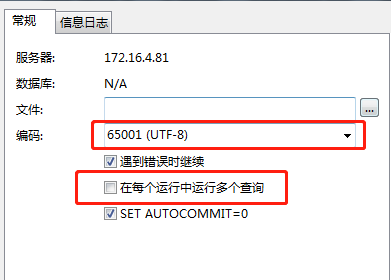 常规 信息日志
服务器: 172.16.4.81
数据库: N/A
文件: ...
编码: 65001 (UTF-8)
遇到错误时继续
在每个运行中运行多个查询
SET AUTOCOMMIT=0